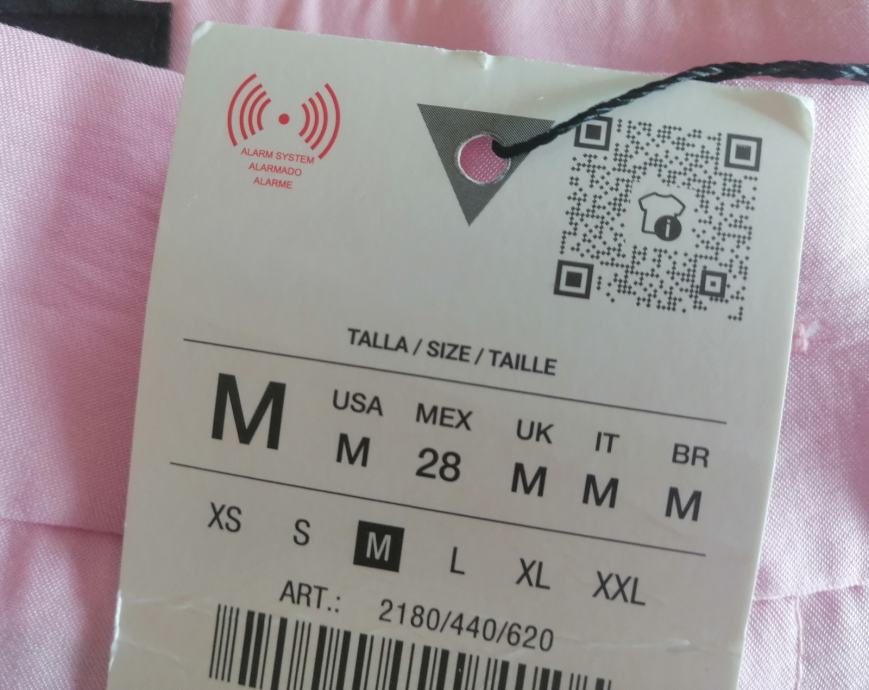 ALARM SYSTEM
ALARMADO
ALARME
i
TALLA / SIZE / TAILLE
M USA MEX UK IT BR
M 28 M M M
XS S M L XL XXL
ART.: 2180/440/620